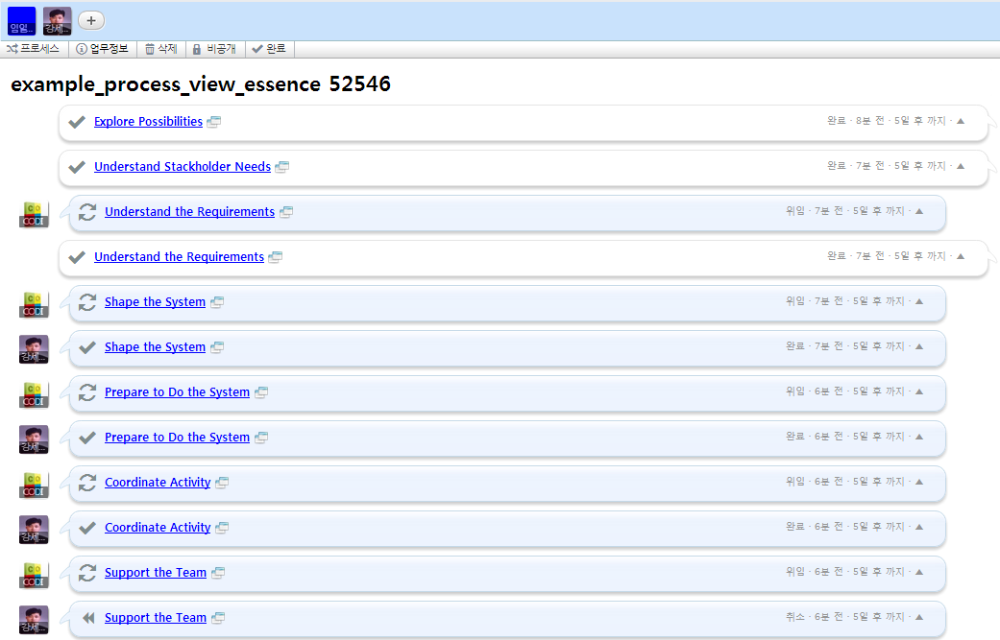 임일...
강세...
+
프로세스 업무정보 삭제 비공개 완료
example_process_view_essence 52546
Explore Possibilities 완료 · 8분 전 · 5일 후 까지 · ▲
Understand Stackholder Needs 완료 · 7분 전 · 5일 후 까지 · ▲
CO CODI Understand the Requirements 위임 · 7분 전 · 5일 후 까지 · ▲
Understand the Requirements 완료 · 7분 전 · 5일 후 까지 · ▲
CO CODI Shape the System 위임 · 7분 전 · 5일 후 까지 · ▲
강세... Shape the System 완료 · 7분 전 · 5일 후 까지 · ▲
CO CODI Prepare to Do the System 위임 · 6분 전 · 5일 후 까지 · ▲
강세... Prepare to Do the System 완료 · 6분 전 · 5일 후 까지 · ▲
CO CODI Coordinate Activity 위임 · 6분 전 · 5일 후 까지 · ▲
강세... Coordinate Activity 완료 · 6분 전 · 5일 후 까지 · ▲
CO CODI Support the Team 위임 · 6분 전 · 5일 후 까지 · ▲
강세... Support the Team 취소 · 6분 전 · 5일 후 까지 · ▲